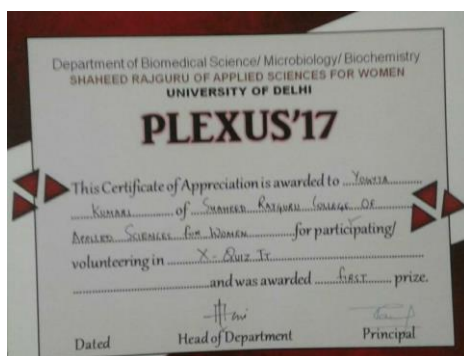 Department of Biomedical Science/ Microbiology/ Biochemistry
SHAHEED RAJGURU OF APPLIED SCIENCES FOR WOMEN
UNIVERSITY OF DELHI
PLEXUS'17
This Certificate of Appreciation is awarded to
KUMARI of SHAHEED RAJGURU COLLEGE OF
APPLIED SCIENCES FOR WOMEN for participating/
volunteering in X-QUIZ IT
and was awarded FIRST prize.
Dated Head of Department Principal